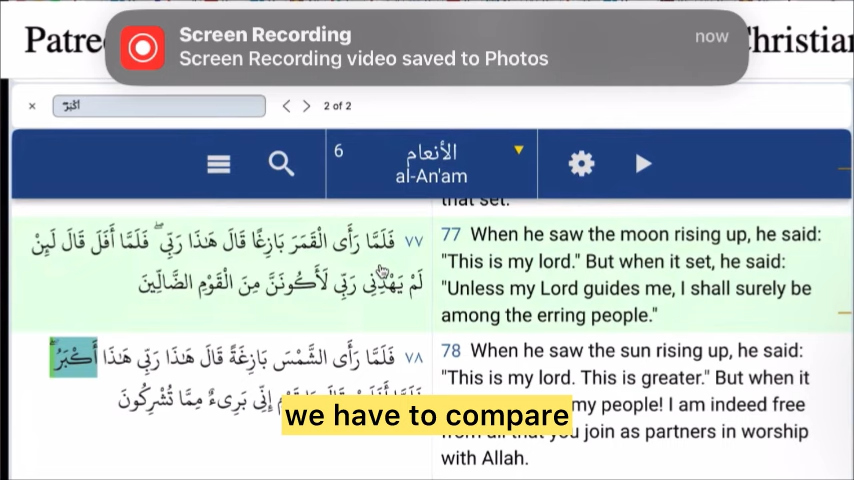 Patre
Christian
Screen Recording
now
Screen Recording video saved to Photos
أَكْبَرُ
2 of 2
6
الأنعام
al-An'am
that set.
٧٧ فَلَمَّا رَأَى الْقَمَرَ بَازِغًا قَالَ هَٰذَا رَبِّي ۖ فَلَمَّا أَفَلَ قَالَ لَئِنْ
لَمْ يَهْدِنِي رَبِّي لَأَكُونَنَّ مِنَ الْقَوْمِ الضَّالِّينَ
77 When he saw the moon rising up, he said:
"This is my lord." But when it set, he said:
"Unless my Lord guides me, I shall surely be
among the erring people."
٧٨ فَلَمَّا رَأَى الشَّمْسَ بَازِغَةً قَالَ هَٰذَا رَبِّي هَٰذَا أَكْبَرُ ۖ
إِنِّي بَرِيءٌ مِمَّا تُشْرِكُونَ
78 When he saw the sun rising up, he said:
"This is my lord. This is greater." But when it
my people! I am indeed free
from all that you join as partners in worship
with Allah.
we have to compare